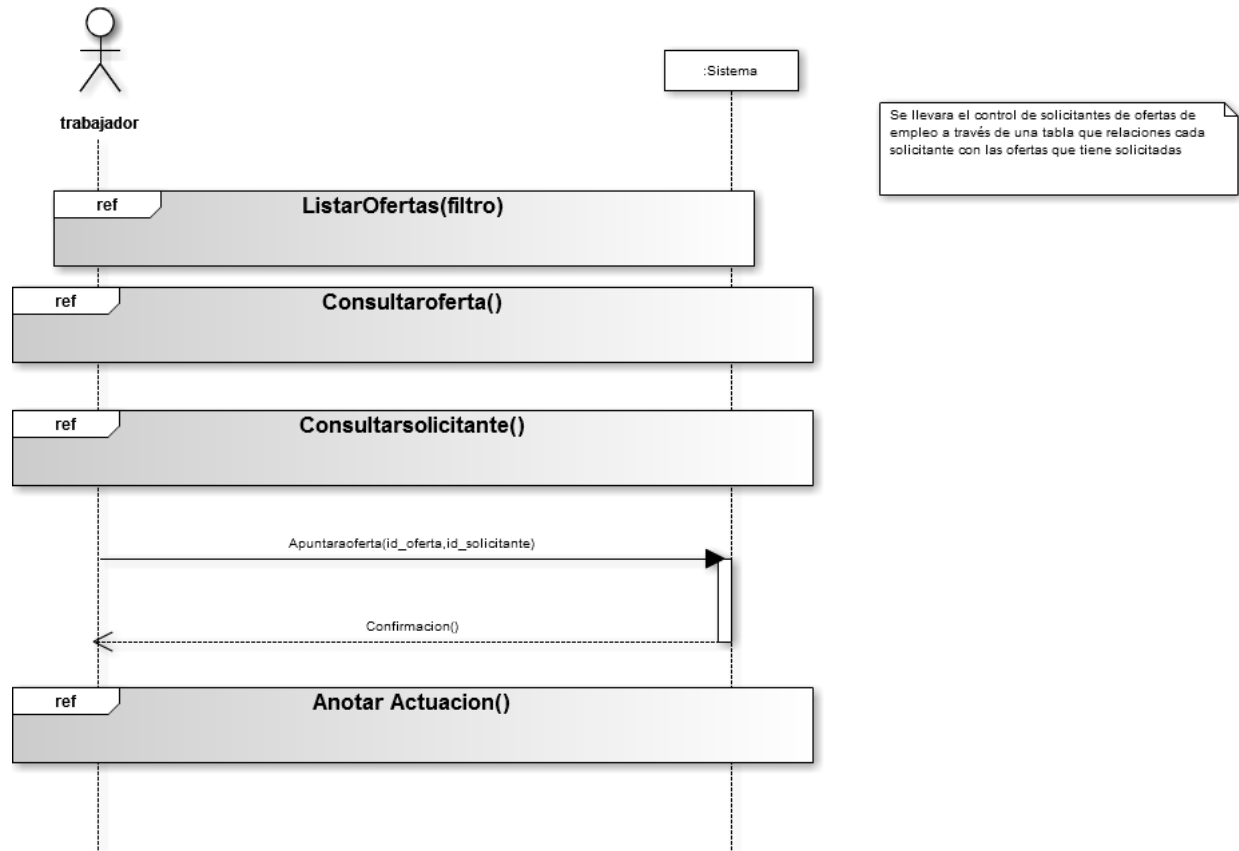 :Sistema
trabajador
Se llevara el control de solicitantes de ofertas de
empleo a través de una tabla que relaciones cada
solicitante con las ofertas que tiene solicitadas
ref
ListarOfertas(filtro)
ref
Consultaroferta()
ref
Consultarsolicitante()
Apuntaraoferta(id_oferta,id_solicitante)
Confirmacion()
ref
Anotar Actuacion()